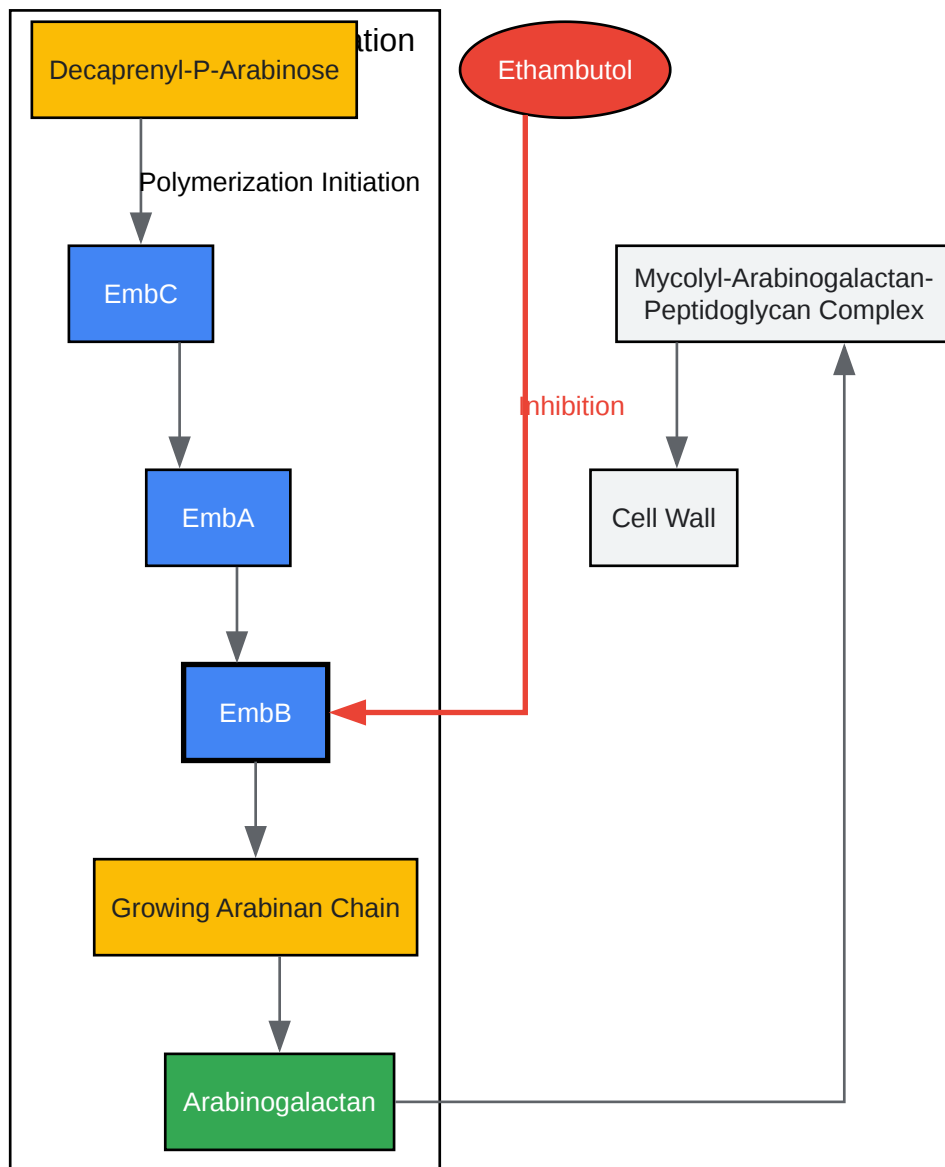 Decaprenyl-P-Arabinose
Ethambutol
Polymerization Initiation
EmbC
Mycolyl-Arabinogalactan-
Peptidoglycan Complex
Inhibition
EmbA
Cell Wall
EmbB
Growing Arabinan Chain
Arabinogalactan